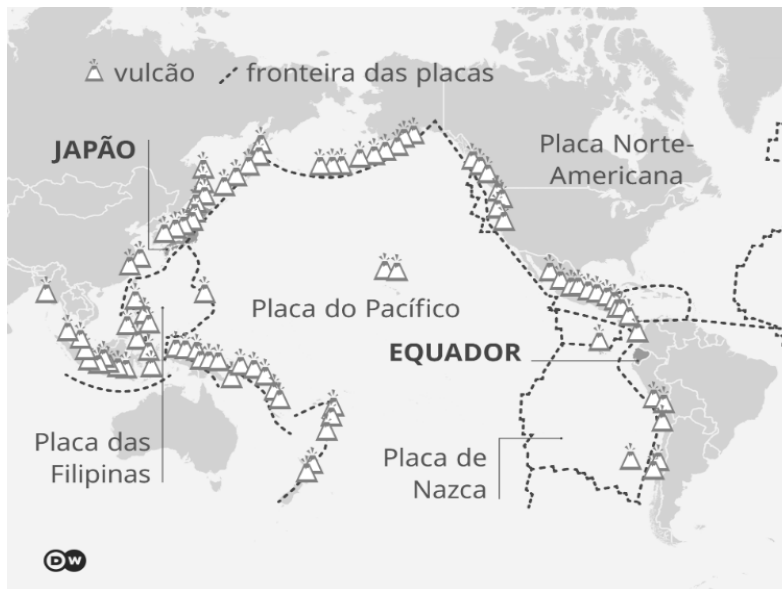 vulcão
fronteira das placas
JAPÃO
Placa Norte-
Americana
Placa do Pacífico
EQUADOR
Placa das
Filipinas
Placa de
Nazca
DW